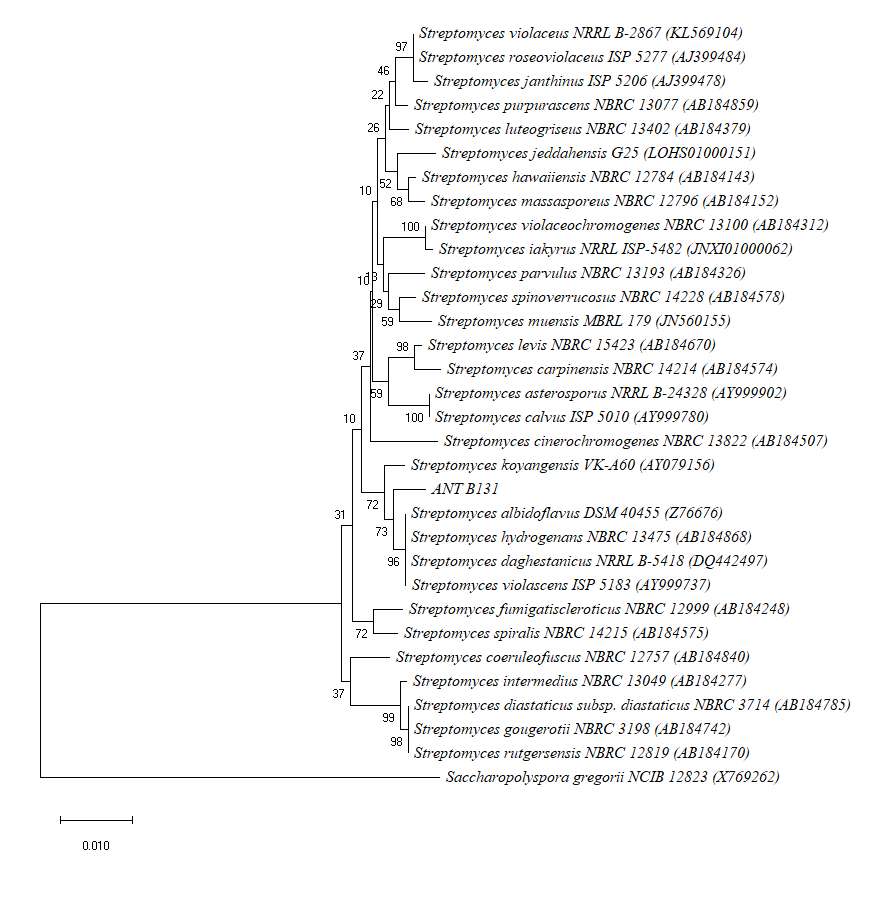 Streptomyces violaceus NRRL B-2867 (KL569104)
97
Streptomyces roseoviolaceus ISP 5277 (AJ399484)
46
Streptomyces janthinus ISP 5206 (AJ399478)
22
Streptomyces purpurascens NBRC 13077 (AB184859)
26
Streptomyces luteogriseus NBRC 13402 (AB184379)
Streptomyces jeddahensis G25 (LOHS01000151)
52
Streptomyces hawaiiensis NBRC 12784 (AB184143)
10
68
Streptomyces massasporeus NBRC 12796 (AB184152)
100
Streptomyces violaceochromogenes NBRC 13100 (AB184312)
Streptomyces iakyrus NRRL ISP-5482 (JNXI01000062)
10
13
Streptomyces parvulus NBRC 13193 (AB184326)
29
Streptomyces spinoverrucosus NBRC 14228 (AB184578)
59
Streptomyces muensis MBRL 179 (JN560155)
98
Streptomyces levis NBRC 15423 (AB184670)
37
Streptomyces carpinensis NBRC 14214 (AB184574)
59
Streptomyces asterosporus NRRL B-24328 (AY999902)
100
Streptomyces calvus ISP 5010 (AY999780)
10
Streptomyces cinerochromogenes NBRC 13822 (AB184507)
Streptomyces koyangensis VK-A60 (AY079156)
72
ANT B131
31
Streptomyces albidoflavus DSM 40455 (Z76676)
73
Streptomyces hydrogenans NBRC 13475 (AB184868)
96
Streptomyces daghestanicus NRRL B-5418 (DQ442497)
Streptomyces violascens ISP 5183 (AY999737)
Streptomyces fumigatiscleroticus NBRC 12999 (AB184248)
72
Streptomyces spiralis NBRC 14215 (AB184575)
Streptomyces coeruleofuscus NBRC 12757 (AB184840)
37
Streptomyces intermedius NBRC 13049 (AB184277)
99
Streptomyces diastaticus subsp. diastaticus NBRC 3714 (AB184785)
Streptomyces gougerotii NBRC 3198 (AB184742)
98
Streptomyces rutgersensis NBRC 12819 (AB184170)
Saccharopolyspora gregorii NCIB 12823 (X769262)
0.010